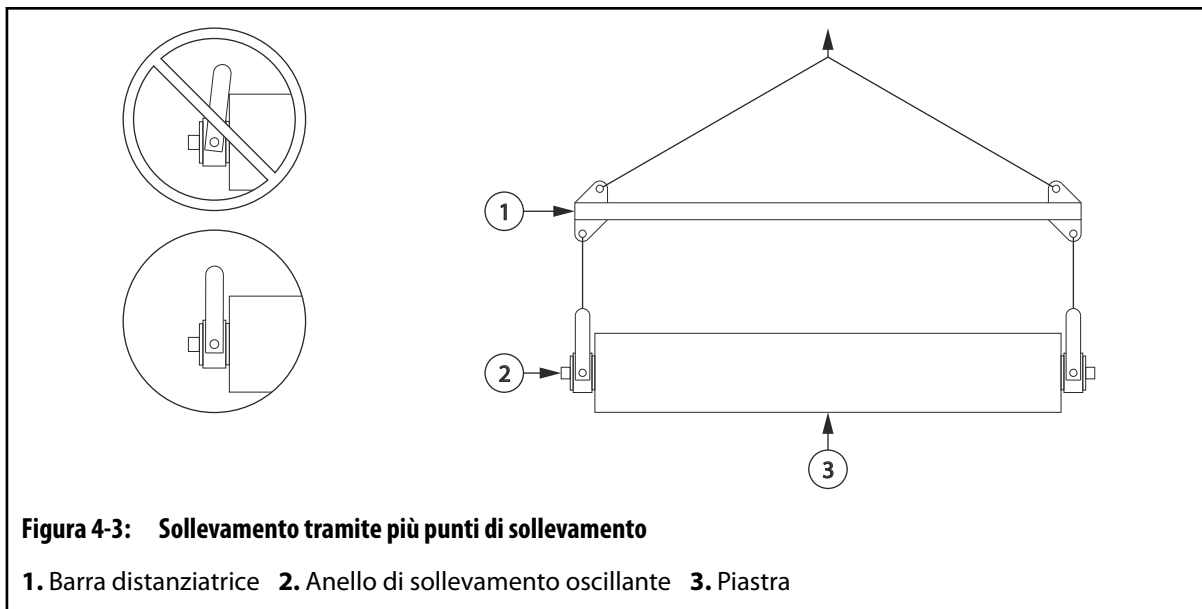 1
2
3
Figura 4-3: Sollevamento tramite più punti di sollevamento
1. Barra distanziatrice 2. Anello di sollevamento oscillante 3. Piastra